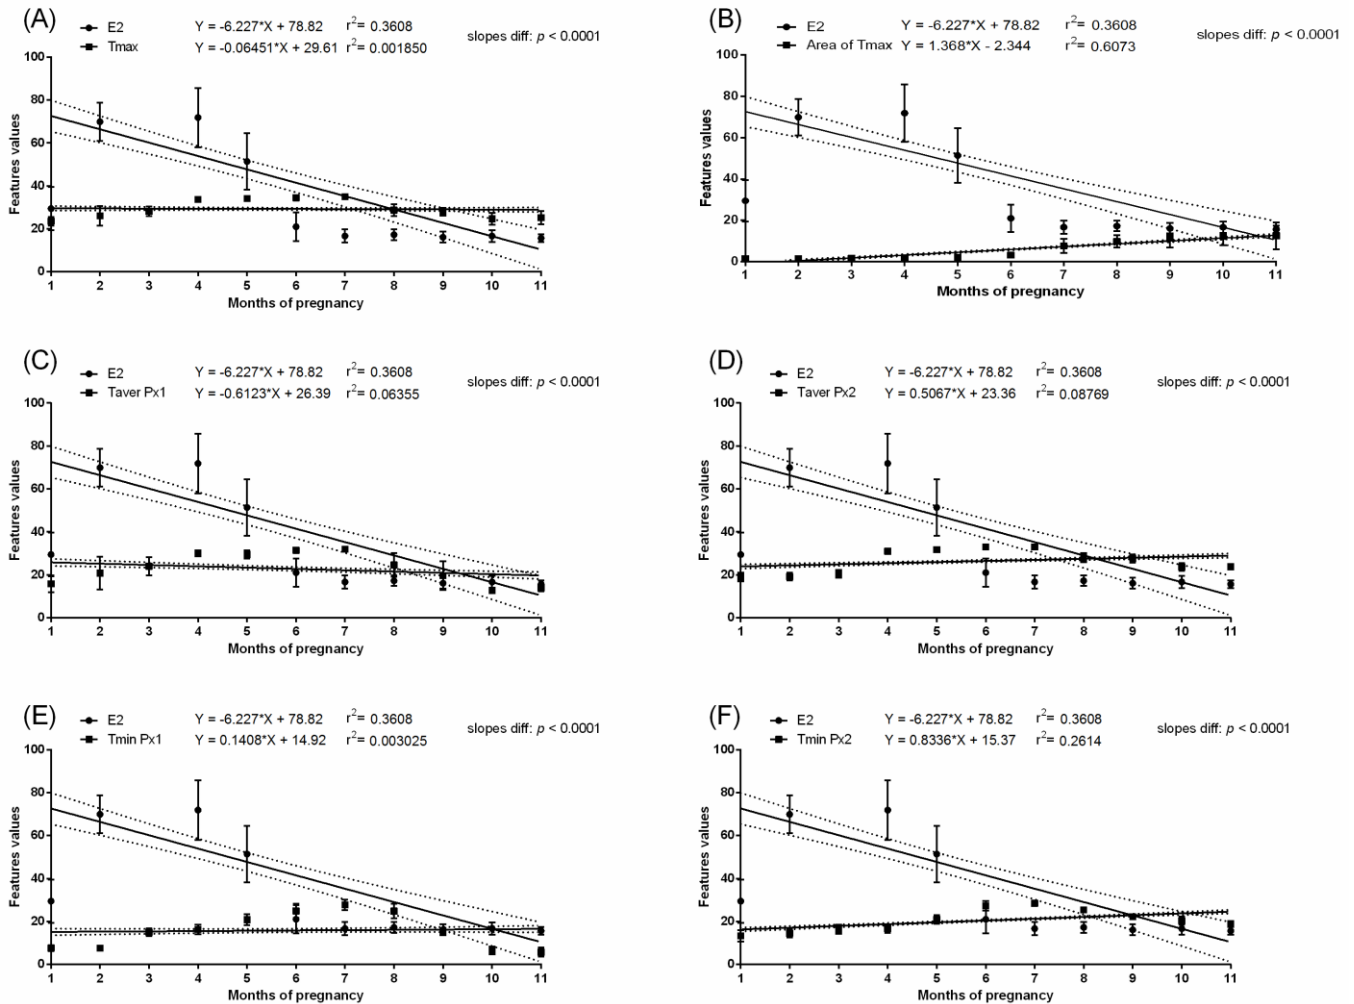 (A)
E2 Y = -6.227*X + 78.82 r²= 0.3608
Tmax Y = -0.06451*X + 29.61 r²= 0.001850
slopes diff: p < 0.0001
Features values
100
80
60
40
20
0
1 2 3 4 5 6 7 8 9 10 11
Months of pregnancy
(B)
E2 Y = -6.227*X + 78.82 r²= 0.3608
Area of Tmax Y = 1.368*X - 2.344 r²= 0.6073
slopes diff: p < 0.0001
Features values
100
80
60
40
20
0
1 2 3 4 5 6 7 8 9 10 11
Months of pregnancy
(C)
E2 Y = -6.227*X + 78.82 r²= 0.3608
Taver Px1 Y = -0.6123*X + 26.39 r²= 0.06355
slopes diff: p < 0.0001
Features values
100
80
60
40
20
0
1 2 3 4 5 6 7 8 9 10 11
Months of pregnancy
(D)
E2 Y = -6.227*X + 78.82 r²= 0.3608
Taver Px2 Y = 0.5067*X + 23.36 r²= 0.08769
slopes diff: p < 0.0001
Features values
100
80
60
40
20
0
1 2 3 4 5 6 7 8 9 10 11
Months of pregnancy
(E)
E2 Y = -6.227*X + 78.82 r²= 0.3608
Tmin Px1 Y = 0.1408*X + 14.92 r²= 0.003025
slopes diff: p < 0.0001
Features values
100
80
60
40
20
0
1 2 3 4 5 6 7 8 9 10 11
Months of pregnancy
(F)
E2 Y = -6.227*X + 78.82 r²= 0.3608
Tmin Px2 Y = 0.8336*X + 15.37 r²= 0.2614
slopes diff: p < 0.0001
Features values
100
80
60
40
20
0
1 2 3 4 5 6 7 8 9 10 11
Months of pregnancy